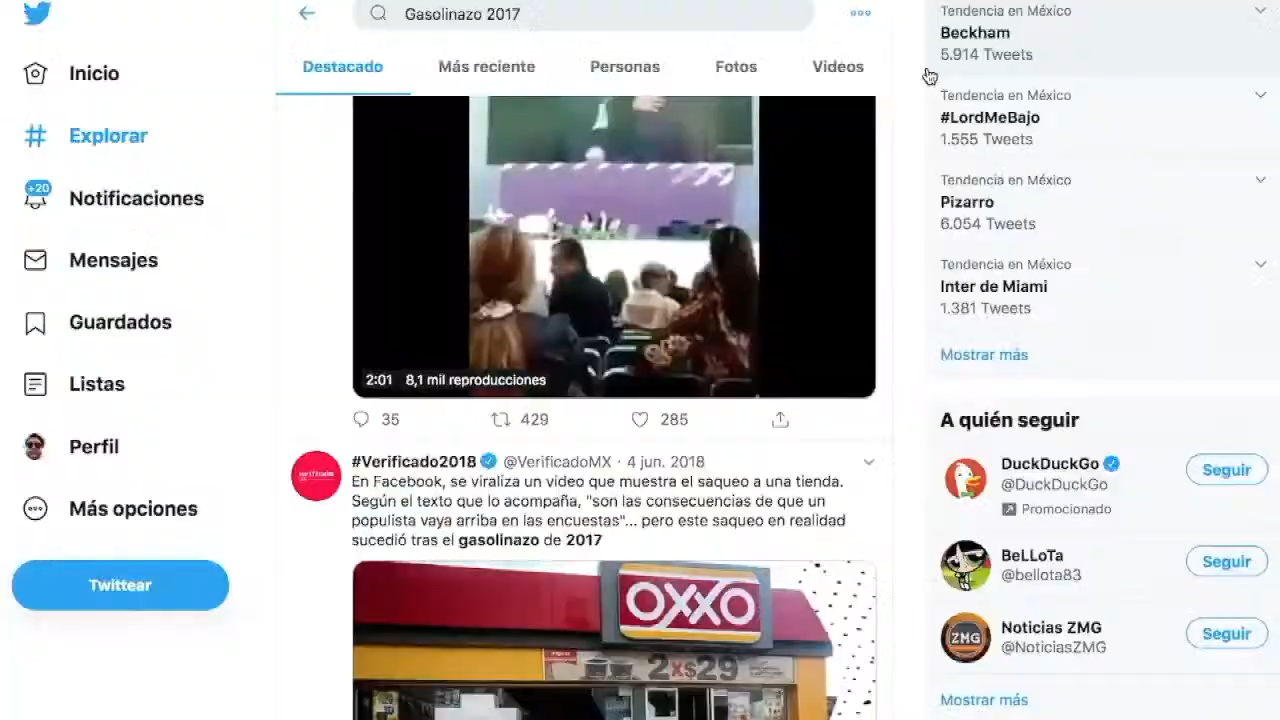 Gasolinazo 2017
Destacado
Más reciente
Personas
Fotos
Videos
+20
Inicio
Explorar
Notificaciones
Mensajes
Guardados
Listas
Perfil
Más opciones
Twittear
2:01 8,1 mil reproducciones
35
429
285
#Verificado2018 @VerificadoMX · 4 jun. 2018
En Facebook, se viraliza un video que muestra el saqueo a una tienda.
Según el texto que lo acompaña, "son las consecuencias de que un
populista vaya arriba en las encuestas"... pero este saqueo en realidad
sucedió tras el gasolinazo de 2017
OXXO
2x$29
Tendencia en México
Beckham
5.914 Tweets
Tendencia en México
#LordMeBajo
1.555 Tweets
Tendencia en México
Pizarro
6.054 Tweets
Tendencia en México
Inter de Miami
1.381 Tweets
Mostrar más
A quién seguir
DuckDuckGo
@DuckDuckGo
Promocionado
Seguir
BeLLoTa
@bellota83
Seguir
ZMG
Noticias ZMG
@NoticiasZMG
Seguir
Mostrar más